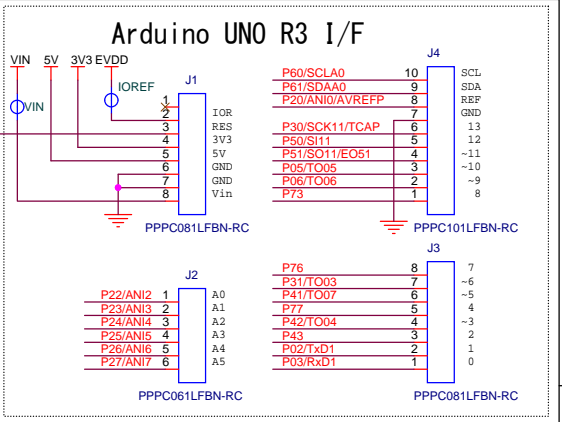 Arduino UNO R3 I/F
VIN 5V 3V3 EVDD
IOREF
VIN
J1
1
2 IOR
3 RES
4 3V3
5 5V
6 GND
7 GND
8 Vin
PPPC081LFBN-RC
J4
P60/SCLA0 10 SCL
P61/SDAA0 9 SDA
P20/ANI0/AVREFP 8 REF
7 GND
P30/SCK11/TCAP 6 13
P50/SI11 5 12
P51/SO11/EO51 4 ~11
P05/TO05 3 ~10
P06/TO06 2 ~9
P73 1 8
PPPC101LFBN-RC
J2
P22/ANI2 1 A0
P23/ANI3 2 A1
P24/ANI4 3 A2
P25/ANI5 4 A3
P26/ANI6 5 A4
P27/ANI7 6 A5
PPPC061LFBN-RC
J3
P76 8 7
P31/TO03 7 ~6
P41/TO07 6 ~5
P77 5 4
P42/TO04 4 ~3
P43 3 2
P02/TxD1 2 1
P03/RxD1 1 0
PPPC081LFBN-RC